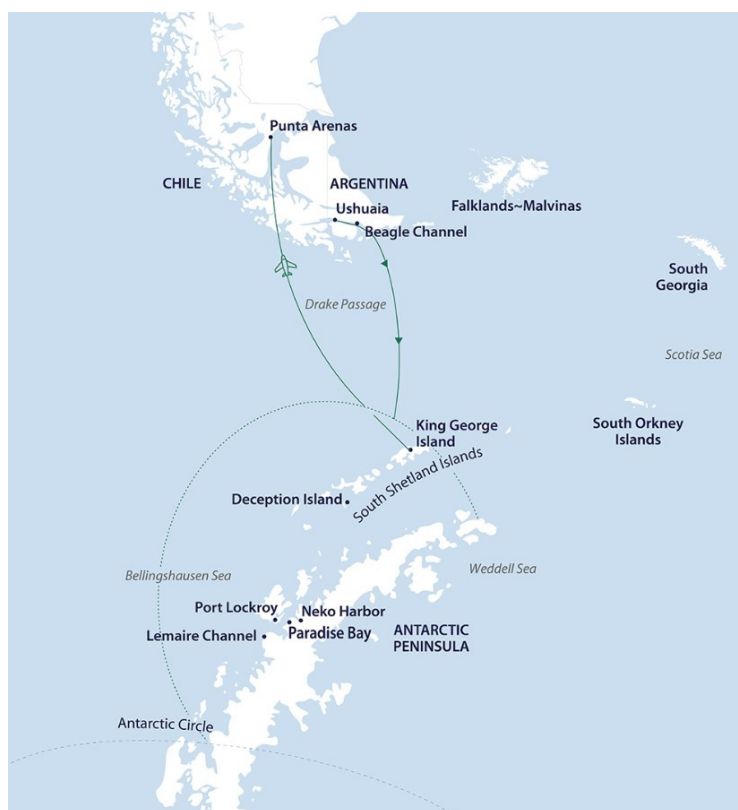 Punta Arenas
CHILE
ARGENTINA
Ushuaia
Beagle Channel
Falklands~Malvinas
South
Georgia
Drake Passage
Scotia Sea
King George
Island
South Orkney
Islands
South Shetland Islands
Deception Island
Bellingshausen Sea
Weddell Sea
Port Lockroy
Neko Harbor
Lemaire Channel
Paradise Bay
ANTARCTIC
PENINSULA
Antarctic Circle